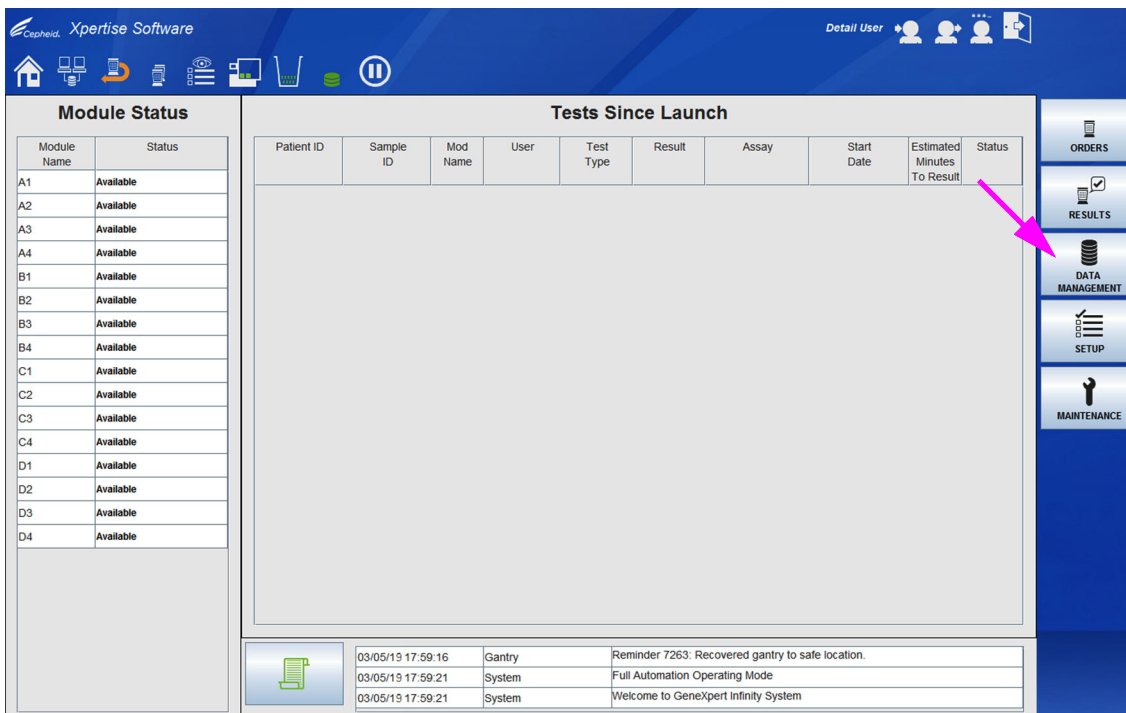 Cepheid. Xpertise Software
Detail User
Module Status
Module Name Status
A1 Available
A2 Available
A3 Available
A4 Available
B1 Available
B2 Available
B3 Available
B4 Available
C1 Available
C2 Available
C3 Available
C4 Available
D1 Available
D2 Available
D3 Available
D4 Available
Tests Since Launch
Patient ID Sample ID Mod Name User Test Type Result Assay Start Date Estimated Minutes To Result Status
03/05/19 17:59:16 Gantry Reminder 7263: Recovered gantry to safe location.
03/05/19 17:59:21 System Full Automation Operating Mode
03/05/19 17:59:21 System Welcome to GeneXpert Infinity System
ORDERS
RESULTS
DATA
MANAGEMENT
SETUP
MAINTENANCE